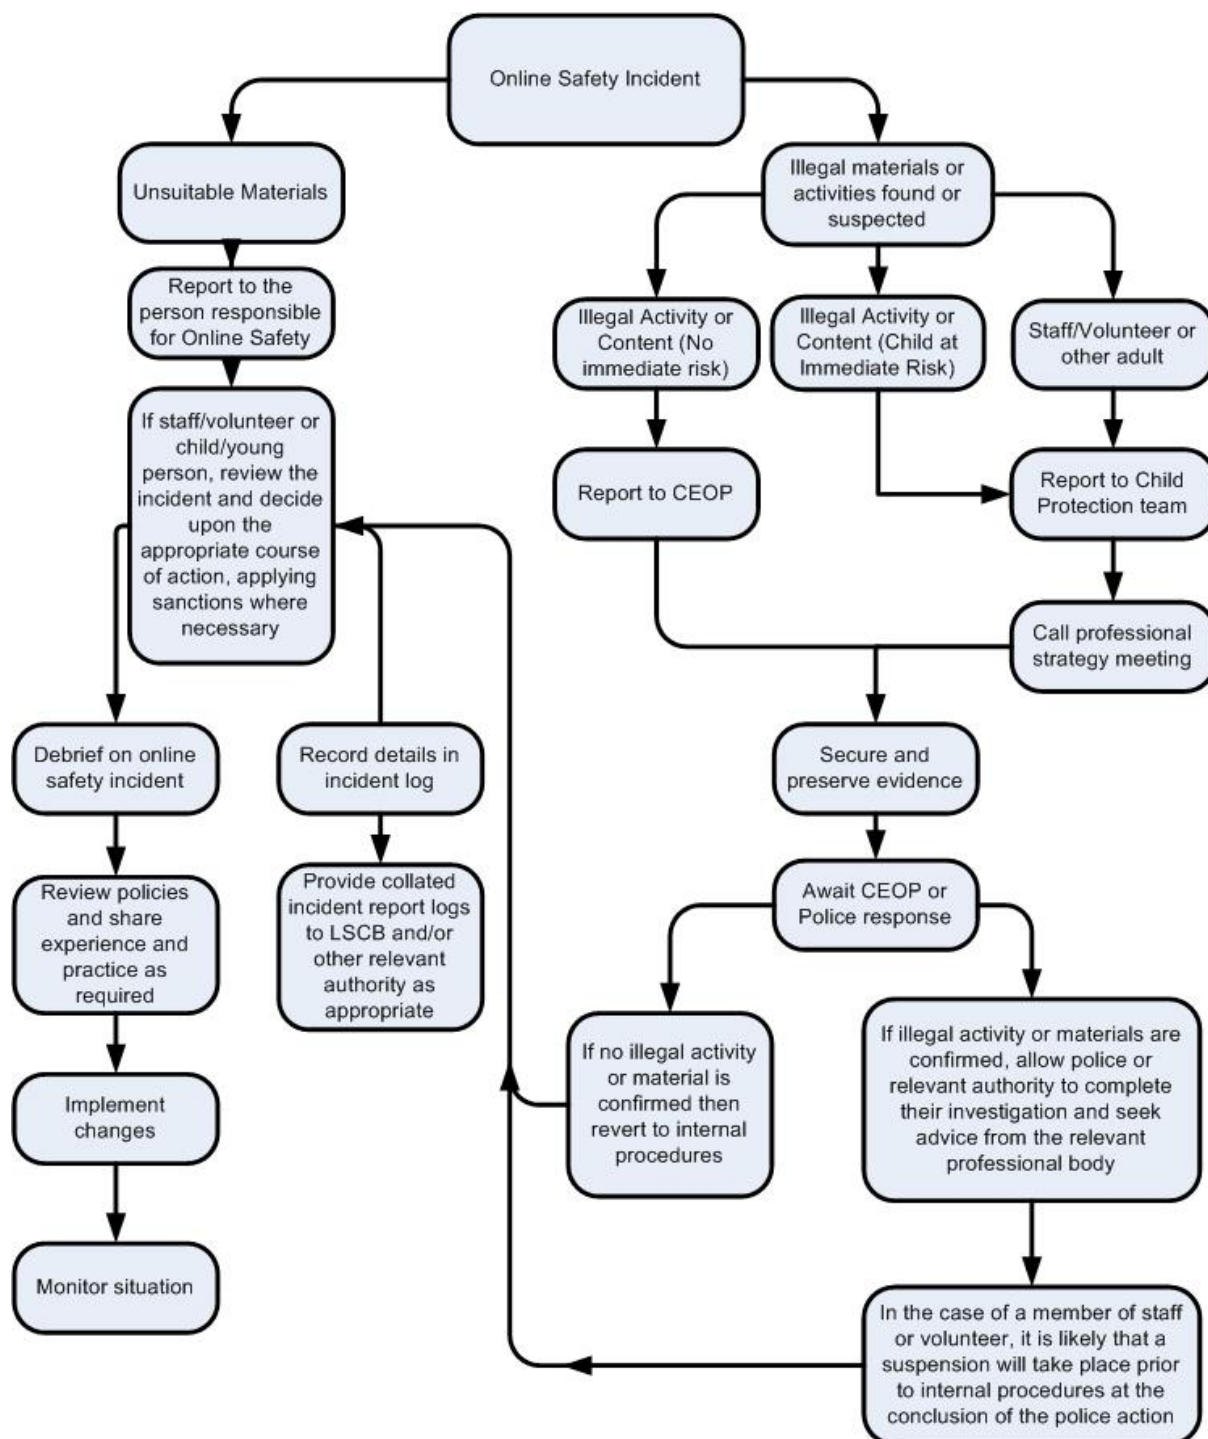 Online Safety Incident
Unsuitable Materials
Report to the
person responsible
for Online Safety
If staff/volunteer or
child/young
person, review the
incident and decide
upon the
appropriate course
of action, applying
sanctions where
necessary
Debrief on online
safety incident
Review policies
and share
experience and
practice as
required
Implement
changes
Monitor situation
Record details in
incident log
Provide collated
incident report logs
to LSCB and/or
other relevant
authority as
appropriate
Illegal materials or
activities found or
suspected
Illegal Activity or
Content (No
immediate risk)
Illegal Activity or
Content (Child at
Immediate Risk)
Staff/Volunteer or
other adult
Report to CEOP
Report to Child
Protection team
Call professional
strategy meeting
Secure and
preserve evidence
Await CEOP or
Police response
If no illegal activity
or material is
confirmed then
revert to internal
procedures
If illegal activity or materials are
confirmed, allow police or
relevant authority to complete
their investigation and seek
advice from the relevant
professional body
In the case of a member of staff
or volunteer, it is likely that a
suspension will take place prior
to internal procedures at the
conclusion of the police action